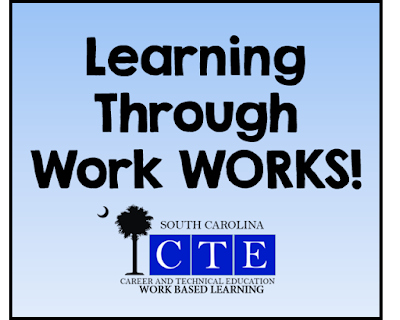 Learning
Through
Work WORKS!
SOUTH CAROLINA
CTE
CAREER AND TECHNICAL EDUCATION
WORK BASED LEARNING